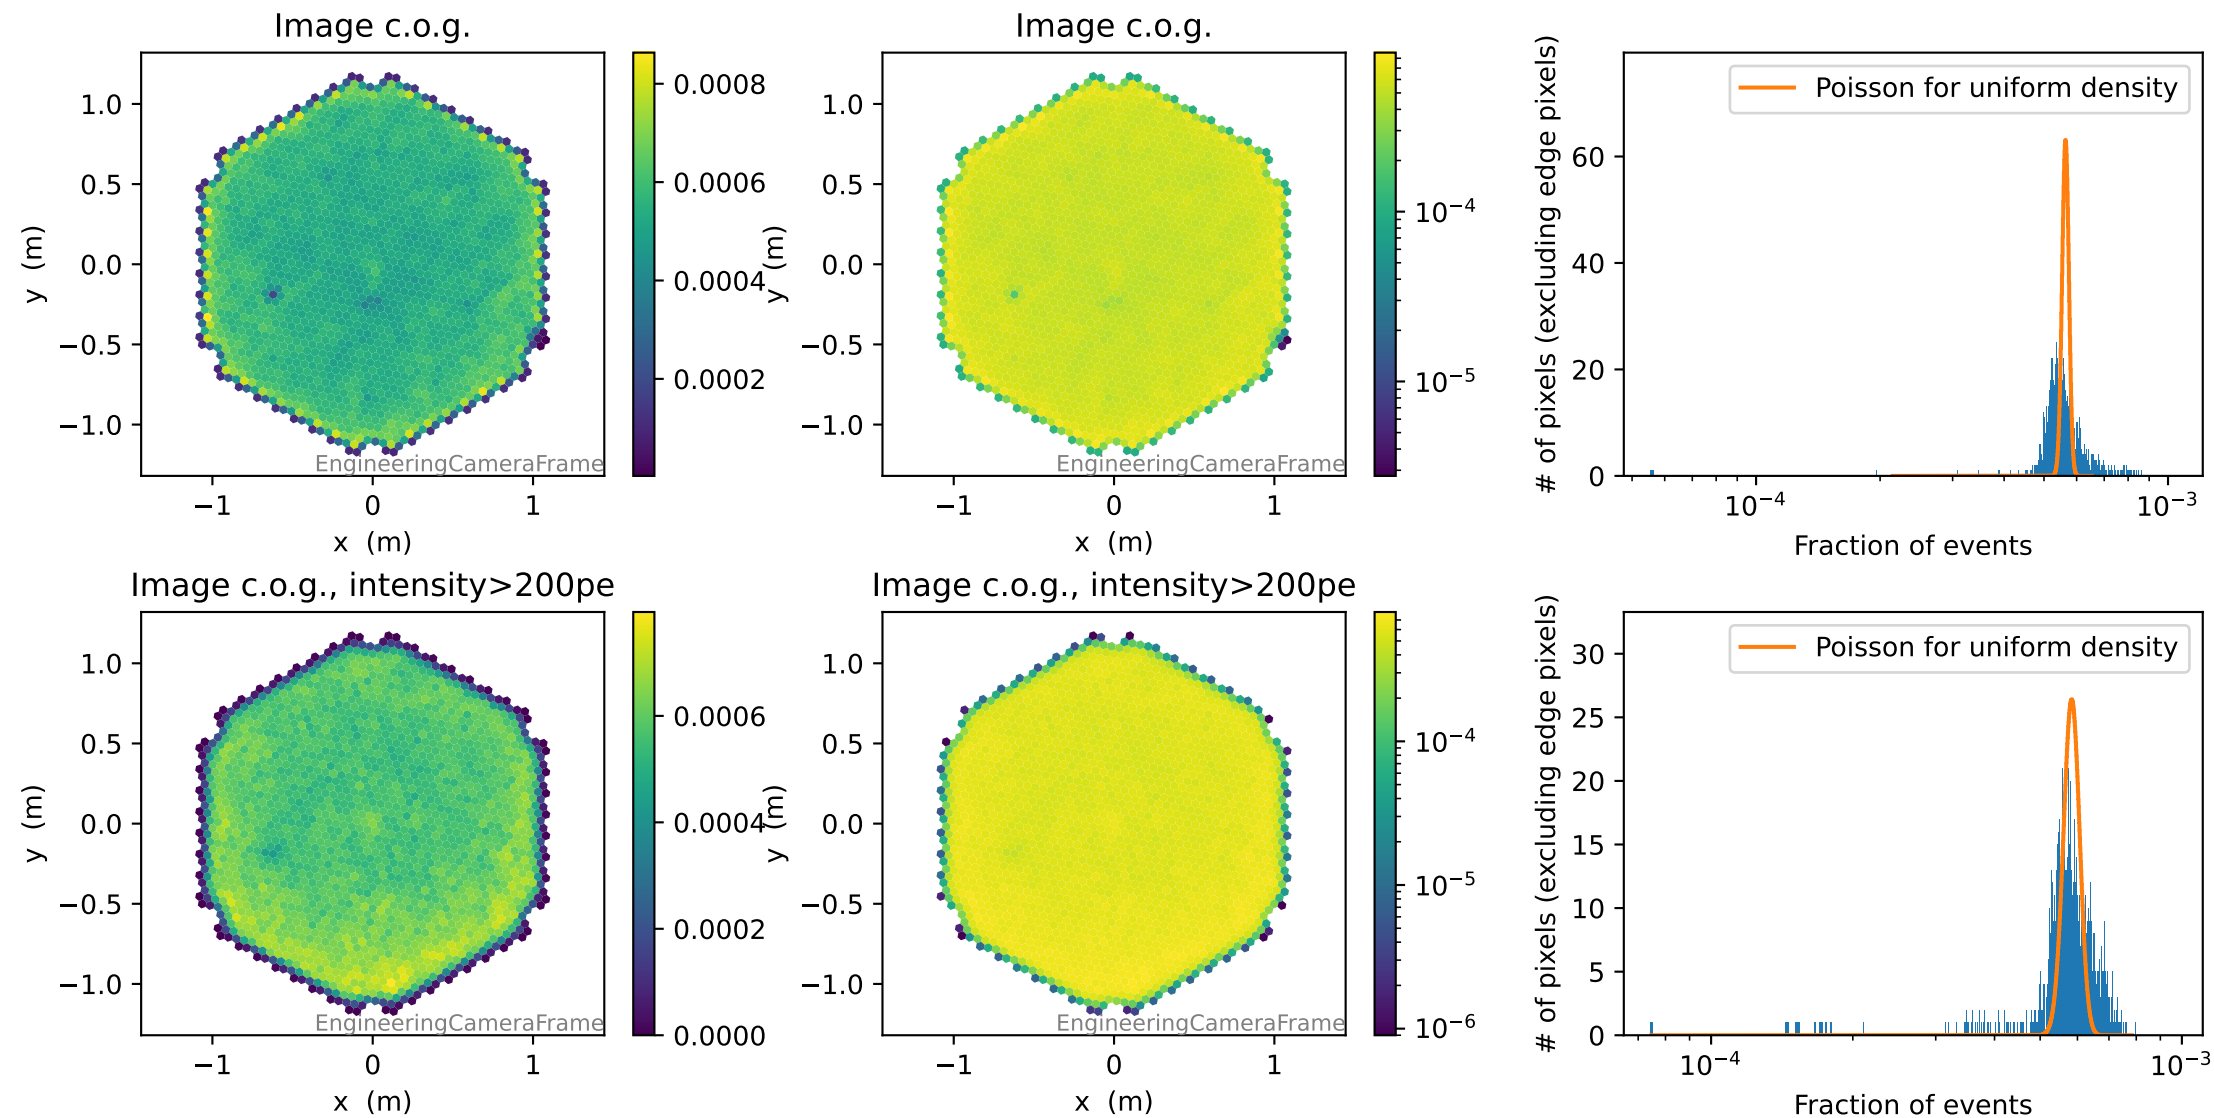 Image c.o.g.
1.0
0.5
0.0
−0.5
−1.0
y (m)
−1 0 1
x (m)
EngineeringCameraFrame
0.0008
0.0006
0.0004
0.0002
Image c.o.g.
1.0
0.5
0.0
−0.5
−1.0
y (m)
−1 0 1
x (m)
EngineeringCameraFrame
10⁻⁴
10⁻⁵
Poisson for uniform density
# of pixels (excluding edge pixels)
60
40
20
0
10⁻⁴ 10⁻³
Fraction of events
Image c.o.g., intensity>200pe
1.0
0.5
0.0
−0.5
−1.0
y (m)
−1 0 1
x (m)
EngineeringCameraFrame
0.0006
0.0004
0.0002
0.0000
Image c.o.g., intensity>200pe
1.0
0.5
0.0
−0.5
−1.0
y (m)
−1 0 1
x (m)
EngineeringCameraFrame
10⁻⁴
10⁻⁵
10⁻⁶
Poisson for uniform density
# of pixels (excluding edge pixels)
30
25
20
15
10
5
0
10⁻⁴ 10⁻³
Fraction of events